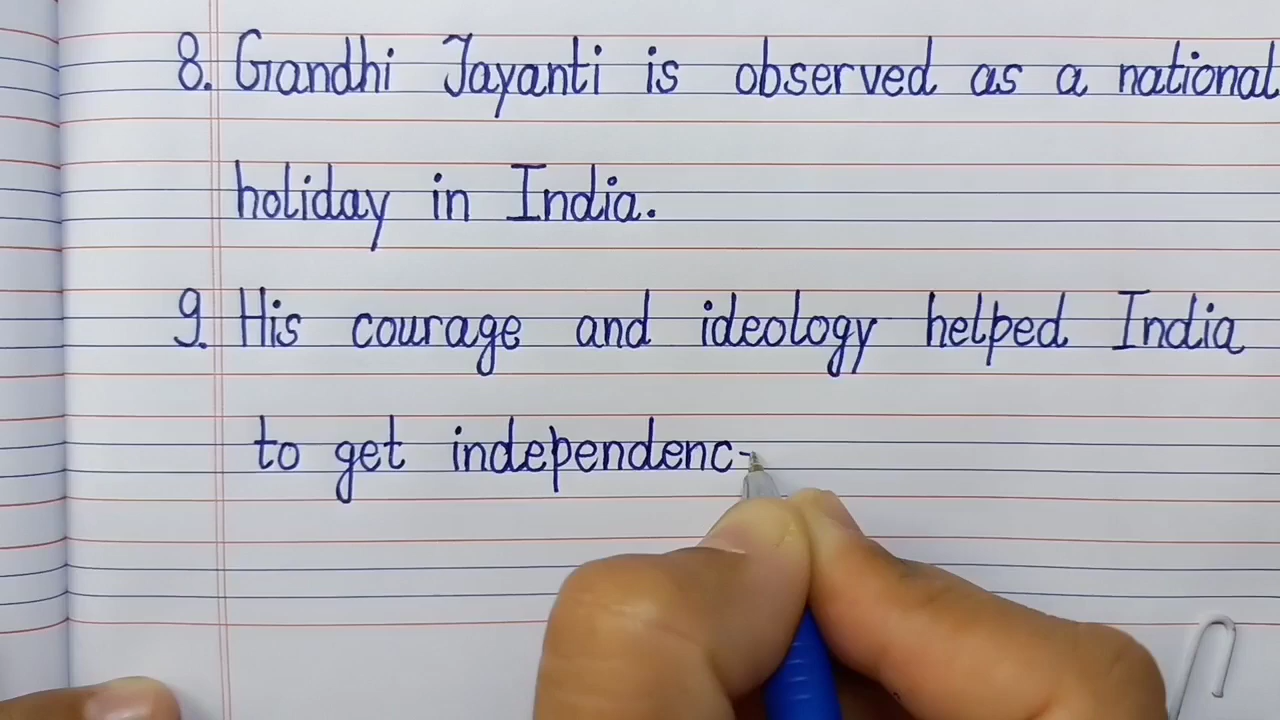 8. Gandhi Jayanti is observed as a national
holiday in India.
9. His courage and ideology helped India
to get independenc